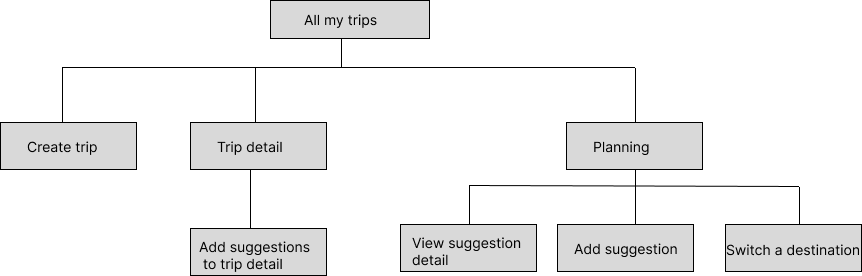 All my trips
Create trip
Trip detail
Planning
Add suggestions
to trip detail
View suggestion
detail
Add suggestion
Switch a destination